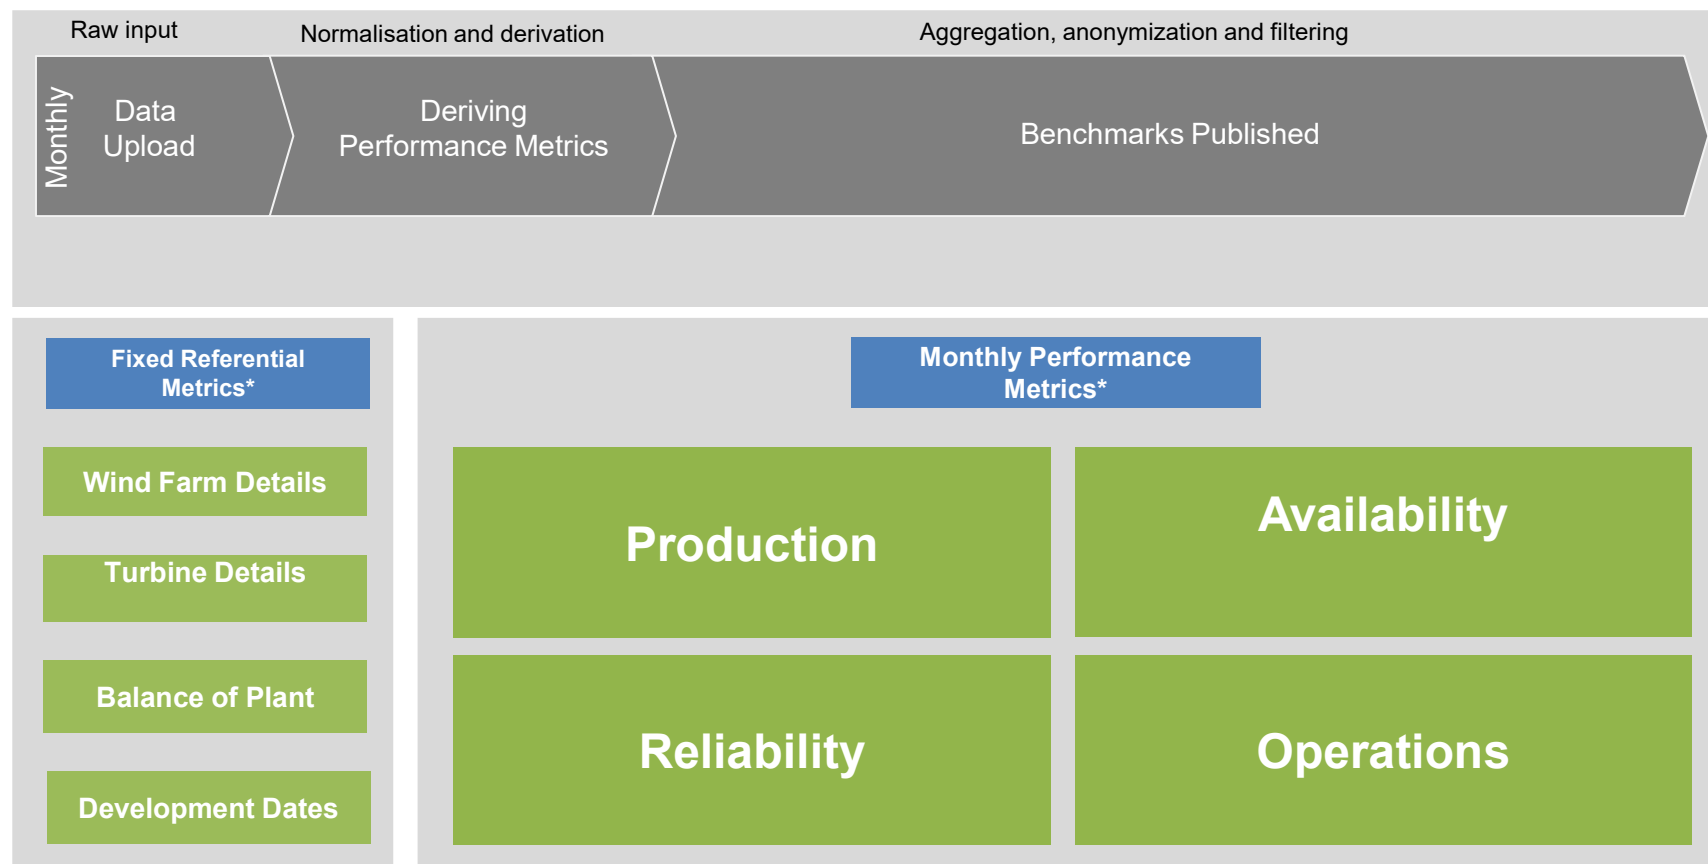 Raw input
Normalisation and derivation
Aggregation, anonymization and filtering
Monthly
Data
Upload
Deriving
Performance Metrics
Benchmarks Published
Fixed Referential
Metrics*
Monthly Performance
Metrics*
Wind Farm Details
Turbine Details
Balance of Plant
Development Dates
Production
Availability
Reliability
Operations